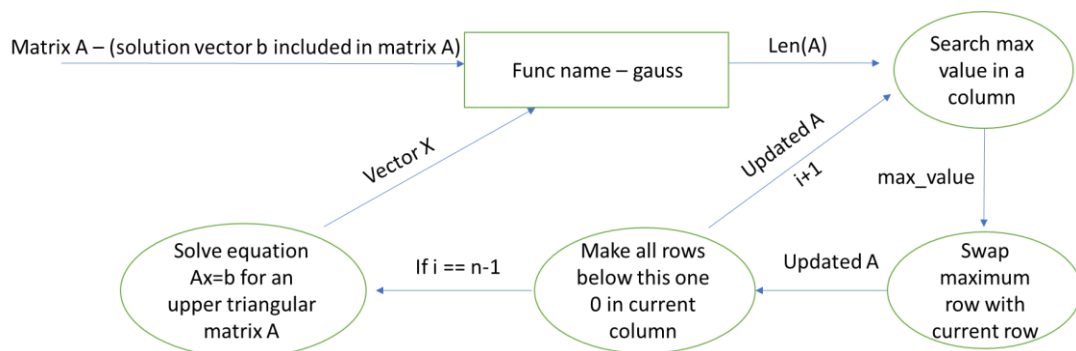 Matrix A – (solution vector b included in matrix A)
Func name – gauss
Len(A)
Search max
value in a
column
Updated A
i+1
max_value
Vector X
Solve equation
Ax=b for an
upper triangular
matrix A
If i == n-1
Make all rows
below this one
0 in current
column
Updated A
Swap
maximum
row with
current row